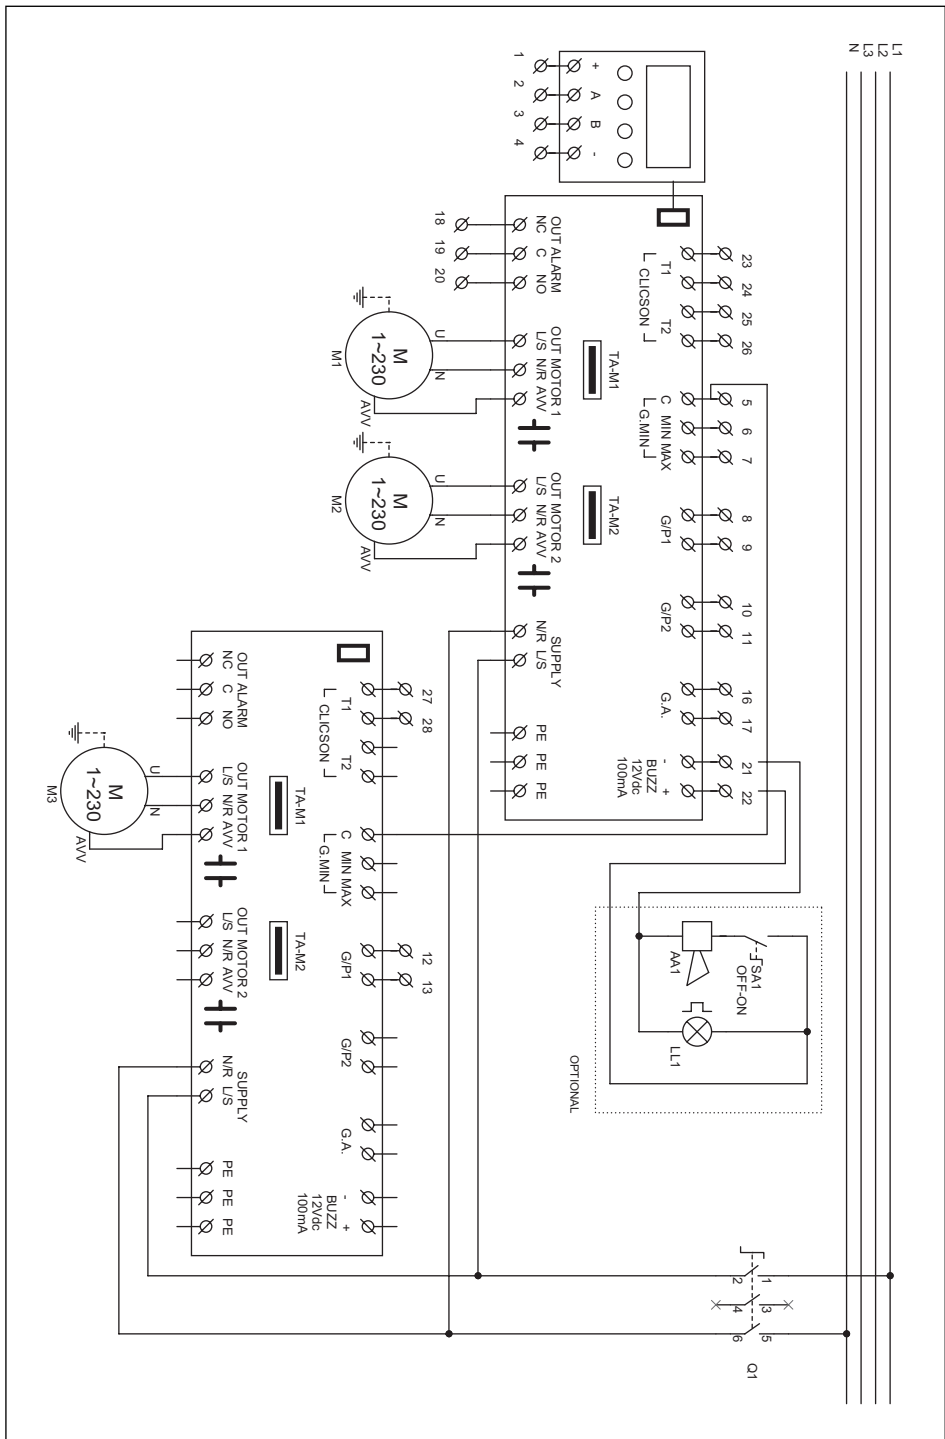 L1
L2
L3
N
1
2
3
4
+
A
B
-
18
19
20
NC
C
NO
OUT ALARM
23
24
25
26
T1
T2
CLICSON
TA-M1
OUT MOTOR 1
L/S N/R AVV
U
N
AVV
M
1~230
M1
5
6
7
C
MIN
MAX
G.MIN
TA-M2
OUT MOTOR 2
L/S N/R AVV
U
N
AVV
M
1~230
M2
8
9
G/P1
10
11
G/P2
16
17
G.A.
21
22
-
+
BUZZ
12Vdc
100mA
SUPPLY
N/R L/S
PE
PE
PE
SA1
OFF-ON
AA1
LL1
OPTIONAL
27
28
T1
T2
CLICSON
OUT ALARM
NC
C
NO
TA-M1
OUT MOTOR 1
L/S N/R AVV
U
N
AVV
M
1~230
M3
C
MIN
MAX
G.MIN
TA-M2
OUT MOTOR 2
L/S N/R AVV
12
13
G/P1
G/P2
G.A.
-
+
BUZZ
12Vdc
100mA
SUPPLY
N/R L/S
PE
PE
PE
1
2
3
4
5
6
Q1